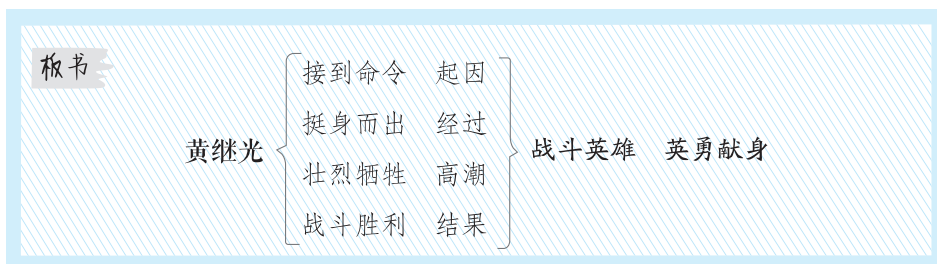 板书
接到命令 起因
挺身而出 经过
黄继光
战斗英雄 英勇献身
壮烈牺牲 高潮
战斗胜利 结果